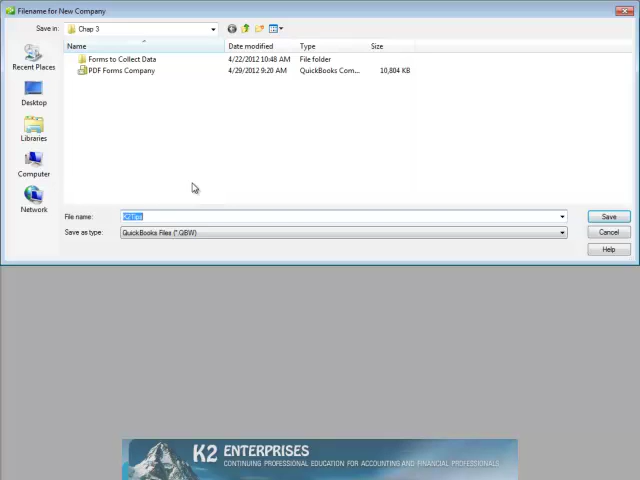 Filename for New Company
Save in: Chap 3
Name Date modified Type Size
Forms to Collect Data 4/22/2012 10:48 AM File folder
PDF Forms Company 4/29/2012 9:20 AM QuickBooks Com... 10,804 KB
Recent Places
Desktop
Libraries
Computer
Network
File name: K2Tips Save
Save as type: QuickBooks Files (*.QBW) Cancel
Help
K2 ENTERPRISES
CONTINUING PROFESSIONAL EDUCATION FOR ACCOUNTING AND FINANCIAL PROFESSIONALS